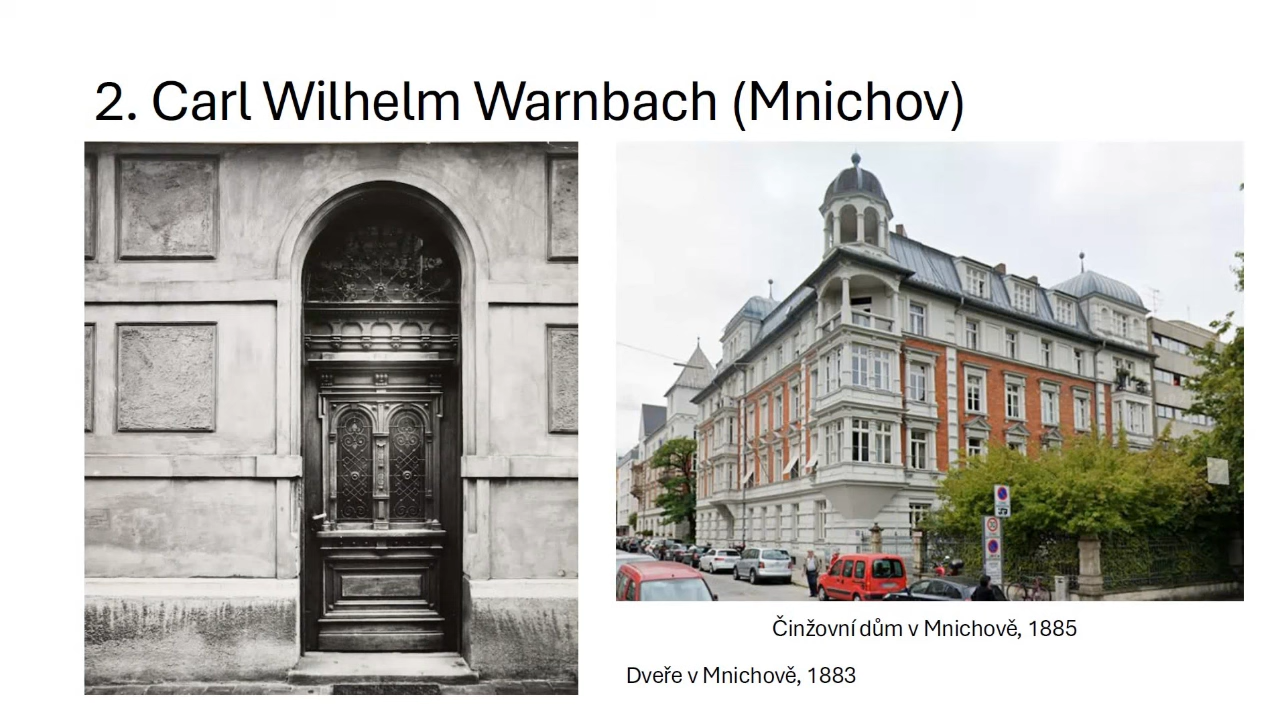 2. Carl Wilhelm Warnbach (Mnichov)
Činžovní dům v Mnichově, 1885
Dveře v Mnichově, 1883